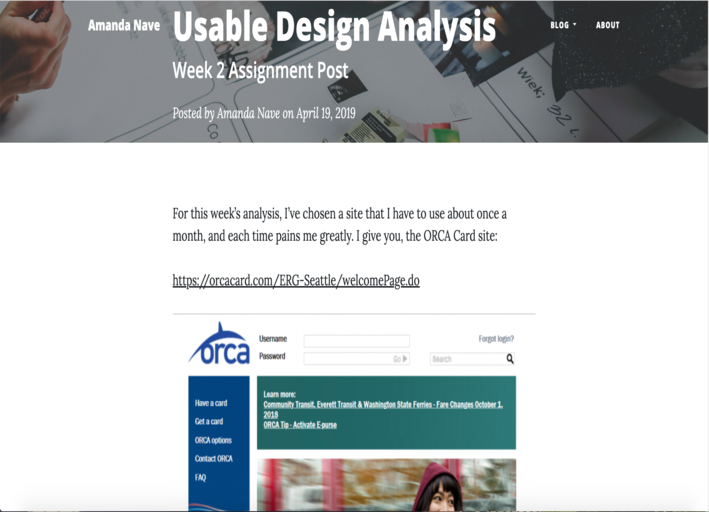 Amanda Nave
BLOG
ABOUT
Usable Design Analysis
Week 2 Assignment Post
Posted by Amanda Nave on April 19, 2019
Wiek; 32 L.
Co
For this week's analysis, I've chosen a site that I have to use about once a
month, and each time pains me greatly. I give you, the ORCA Card site:
https://orcacard.com/ERG-Seattle/welcomePage.do
orca
Username
Forgot login?
Password
Go
Search
Have a card
Get a card
ORCA options
Contact ORCA
FAQ
Learn more:
Community Transit, Everett Transit & Washington State Ferries - Fare Changes October 1,
2018
ORCA Tip - Activate E-purse